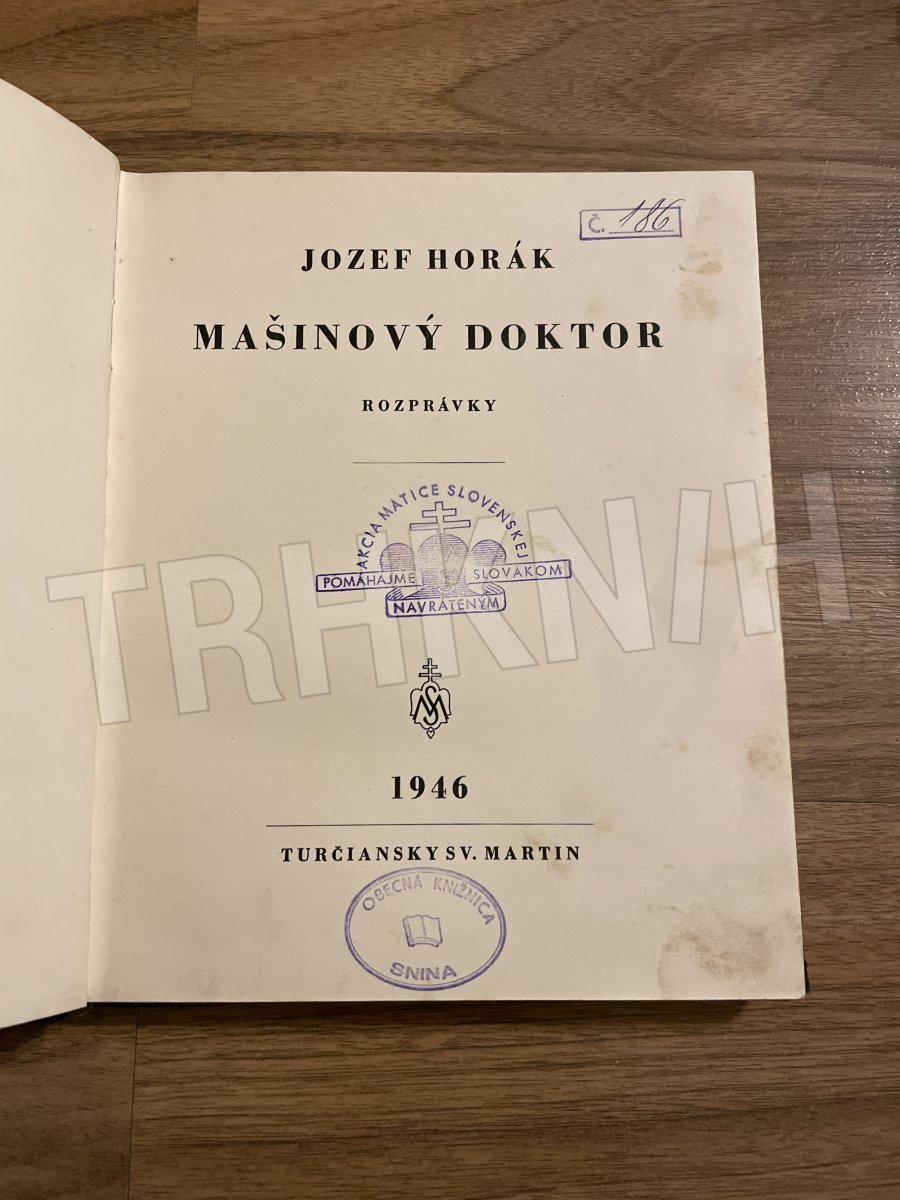 Č. 186
JOZEF HORÁK
MAŠINOVÝ DOKTOR
ROZPRÁVKY
AKCIA MATICE SLOVENSKEJ
POMÁHAJME SLOVÁKOM
NAVRÁTENÝM
MS
1946
TURČIANSKY SV. MARTIN
OBECNÁ KNIŽNICA
SNINA
TRHKNIH